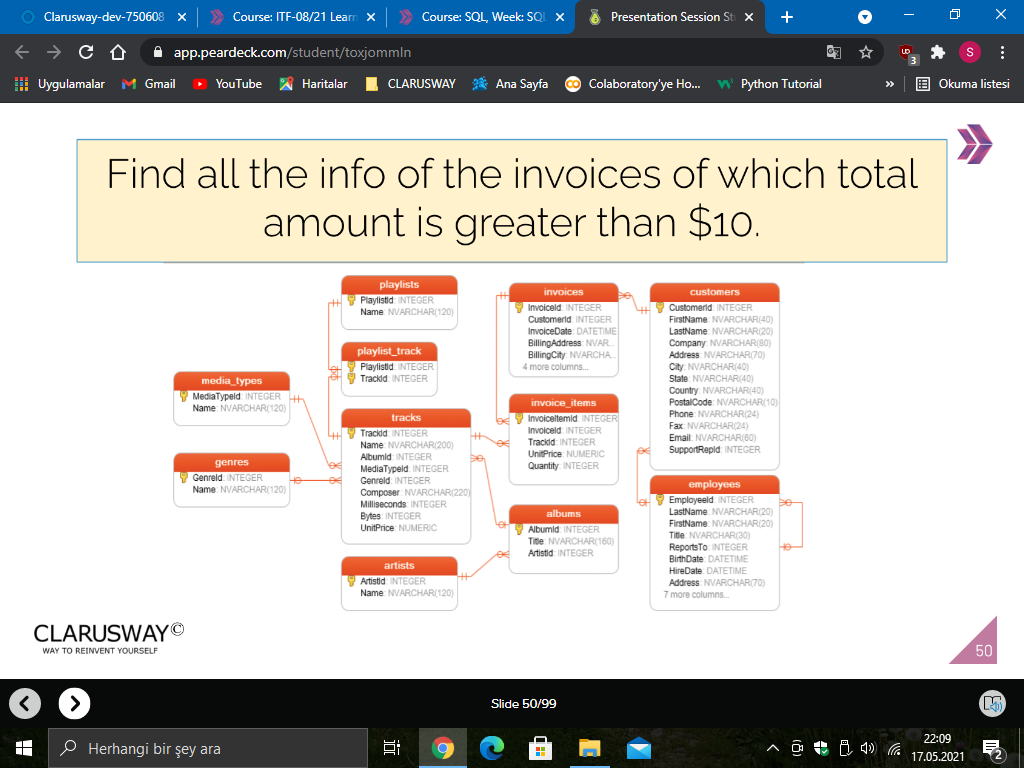 Clarusway-dev-750608
Course: ITF-08/21 Learn
Course: SQL, Week: SQL
Presentation Session St
app.peardeck.com/student/toxjommln
3
S
Uygulamalar
Gmail
YouTube
Haritalar
CLARUSWAY
Ana Sayfa
Colaboratory'ye Ho...
Python Tutorial
»
Okuma listesi
Find all the info of the invoices of which total
amount is greater than $10.
playlists
PlaylistId: INTEGER
Name: NVARCHAR(120)
playlist_track
PlaylistId: INTEGER
TrackId: INTEGER
media_types
MediaTypeId: INTEGER
Name: NVARCHAR(120)
genres
GenreId: INTEGER
Name: NVARCHAR(120)
tracks
TrackId: INTEGER
Name: NVARCHAR(200)
AlbumId: INTEGER
MediaTypeId: INTEGER
GenreId: INTEGER
Composer: NVARCHAR(220)
Milliseconds: INTEGER
Bytes: INTEGER
UnitPrice: NUMERIC
artists
ArtistId: INTEGER
Name: NVARCHAR(120)
invoices
InvoiceId: INTEGER
CustomerId: INTEGER
InvoiceDate: DATETIME
BillingAddress: NVAR...
BillingCity: NVARCHA...
4 more columns...
invoice_items
InvoiceItemId: INTEGER
InvoiceId: INTEGER
TrackId: INTEGER
UnitPrice: NUMERIC
Quantity: INTEGER
albums
AlbumId: INTEGER
Title: NVARCHAR(160)
ArtistId: INTEGER
customers
CustomerId: INTEGER
FirstName: NVARCHAR(40)
LastName: NVARCHAR(20)
Company: NVARCHAR(80)
Address: NVARCHAR(70)
City: NVARCHAR(40)
State: NVARCHAR(40)
Country: NVARCHAR(40)
PostalCode: NVARCHAR(10)
Phone: NVARCHAR(24)
Fax: NVARCHAR(24)
Email: NVARCHAR(60)
SupportRepId: INTEGER
employees
EmployeeId: INTEGER
LastName: NVARCHAR(20)
FirstName: NVARCHAR(20)
Title: NVARCHAR(30)
ReportsTo: INTEGER
BirthDate: DATETIME
HireDate: DATETIME
Address: NVARCHAR(70)
7 more columns...
CLARUSWAY©
WAY TO REINVENT YOURSELF
50
Slide 50/99
Herhangi bir şey ara
22:09
17.05.2021
2